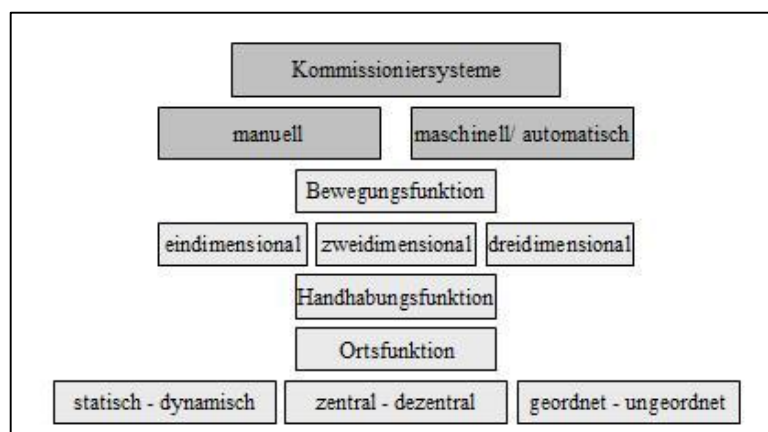 Kommissioniersysteme
manuell maschinell/ automatisch
Bewegungsfunktion
eindimensional zweidimensional dreidimensional
Handhabungsfunktion
Ortsfunktion
statisch - dynamisch zentral - dezentral geordnet - ungeordnet